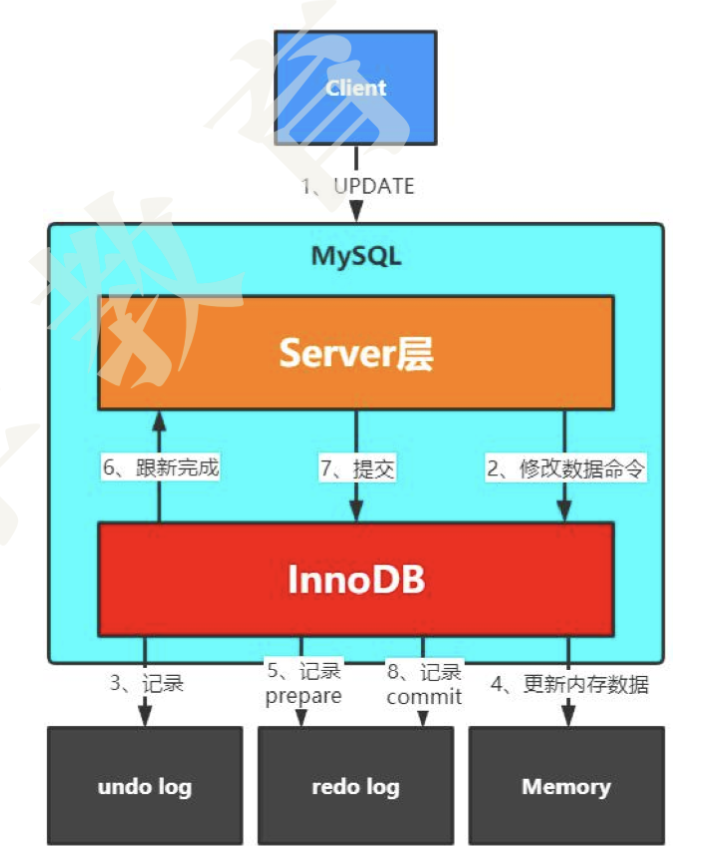 Client
1、UPDATE
MySQL
Server层
6、跟新完成
7、提交
2、修改数据命令
InnoDB
3、记录
5、记录
prepare
8、记录
commit
4、更新内存数据
undo log
redo log
Memory
教育